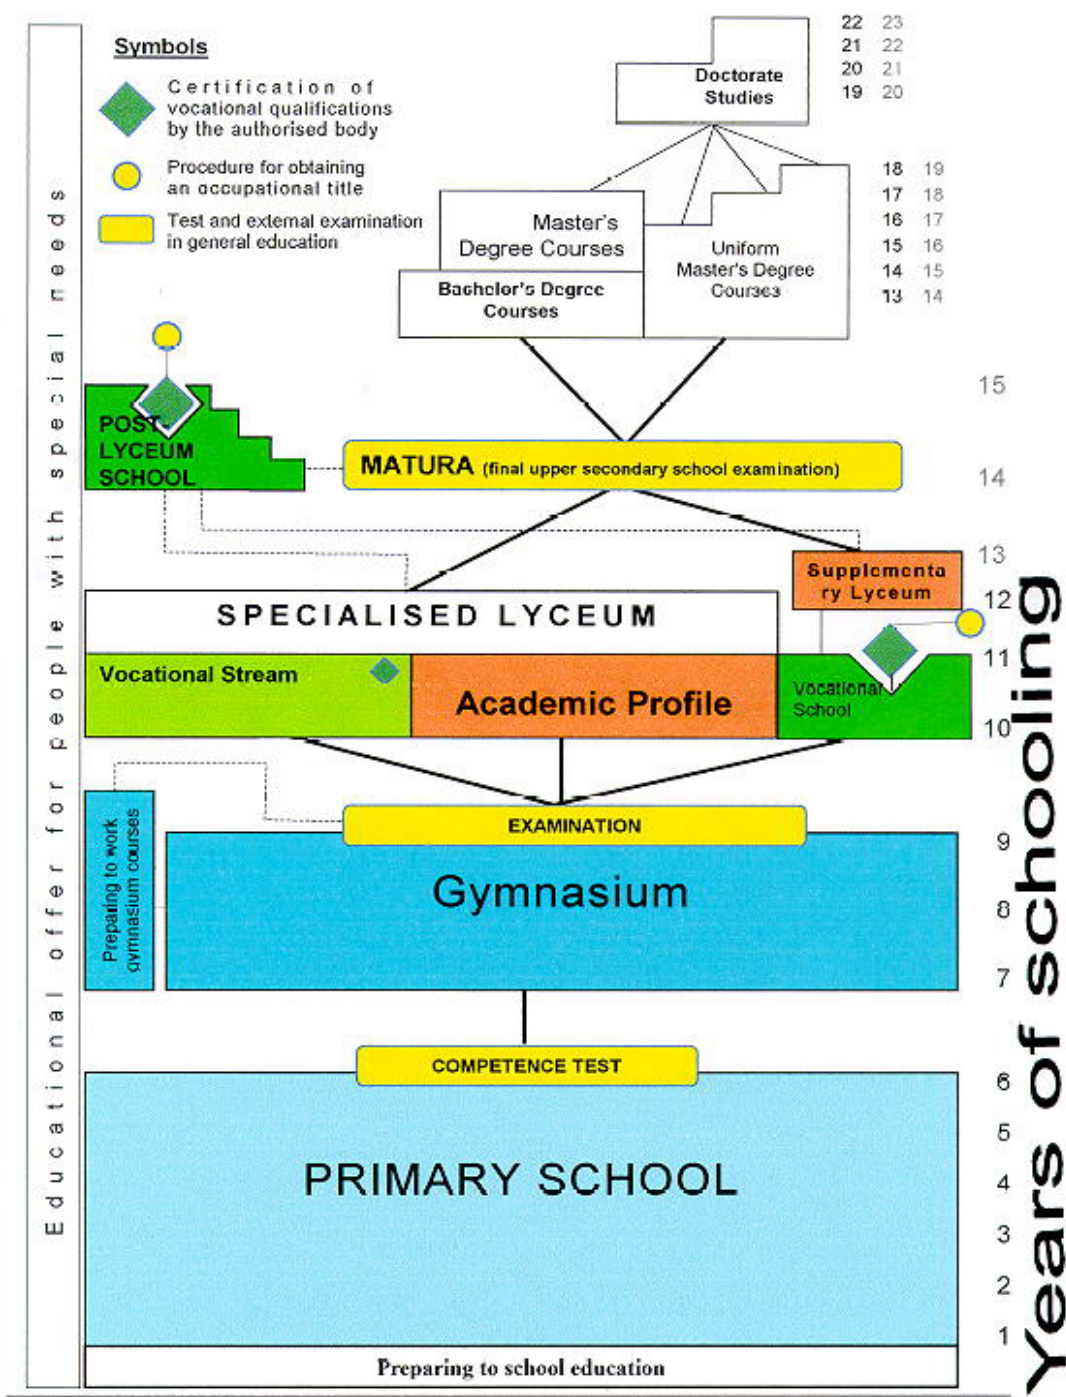 Symbols
Certification of
vocational qualifications
by the authorised body
Procedure for obtaining
an occupational title
Test and external examination
in general education
Doctorate
Studies
22 23
21 22
20 21
19 20
Master's
Degree Courses
Bachelor's Degree
Courses
Uniform
Master's Degree
Courses
18 19
17 18
16 17
15 16
14 15
13 14
POST-
LYCEUM
SCHOOL
MATURA (final upper secondary school examination)
15
14
13
12
11
10
Supplementa
ry Lyceum
SPECIALISED LYCEUM
Vocational Stream
Academic Profile
Vocational
School
EXAMINATION
Preparing to work
gymnasium courses
Gymnasium
9
8
7
COMPETENCE TEST
PRIMARY SCHOOL
6
5
4
3
2
1
Preparing to school education
Educational offer for people with special needs
Years of schooling